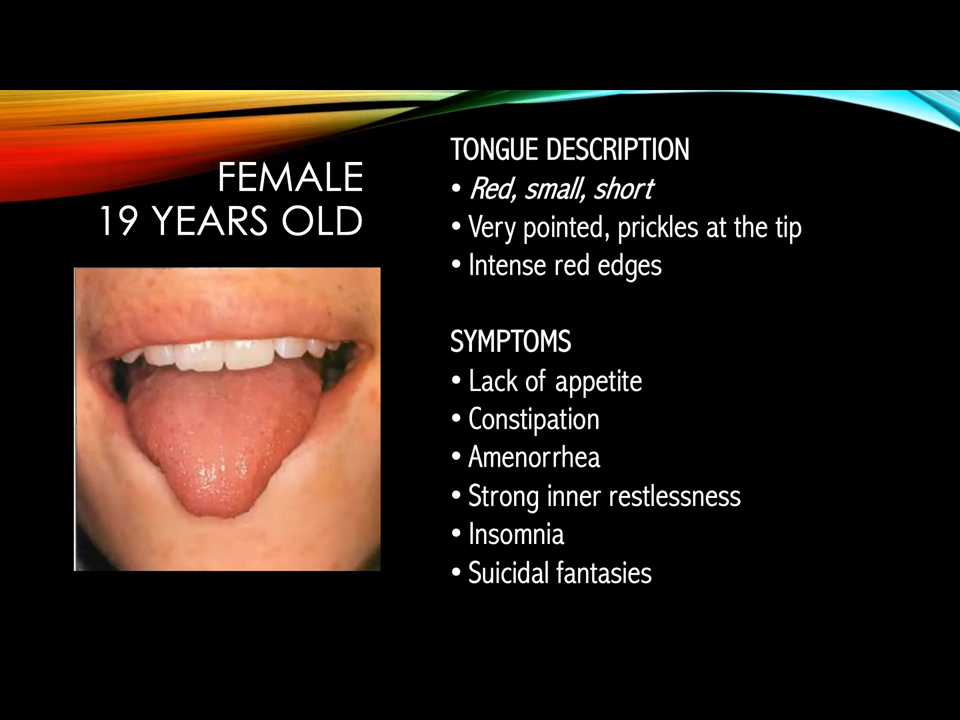 FEMALE
19 YEARS OLD
TONGUE DESCRIPTION
• Red, small, short
• Very pointed, prickles at the tip
• Intense red edges
SYMPTOMS
• Lack of appetite
• Constipation
• Amenorrhea
• Strong inner restlessness
• Insomnia
• Suicidal fantasies